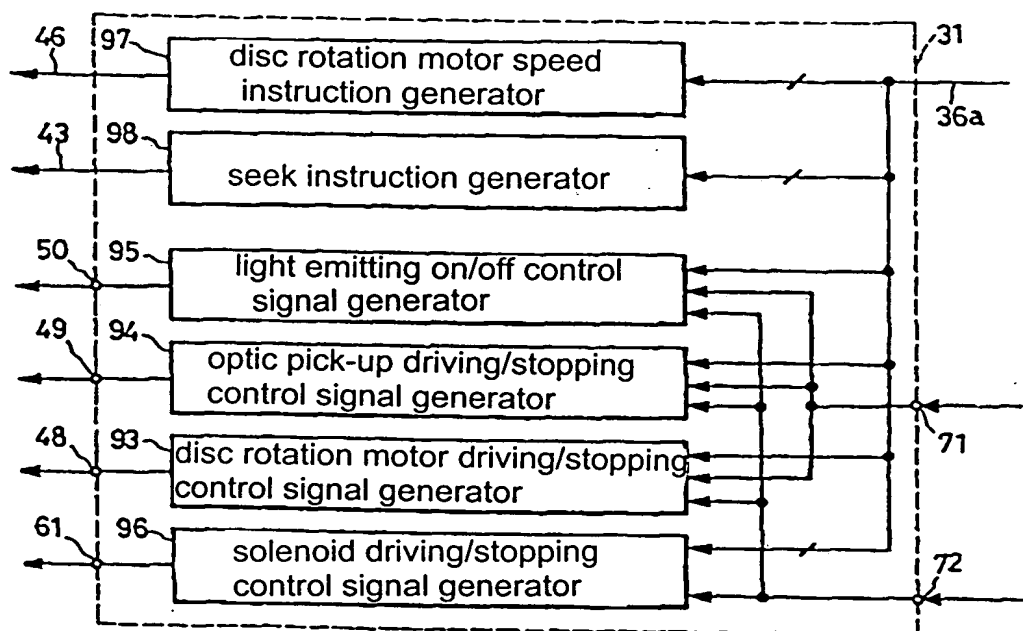 46
97
disc rotation motor speed
instruction generator
31
36a
43
98
seek instruction generator
50
95
light emitting on/off control
signal generator
49
94
optic pick-up driving/stopping
control signal generator
71
48
93
disc rotation motor driving/stopping
control signal generator
61
96
solenoid driving/stopping
control signal generator
72